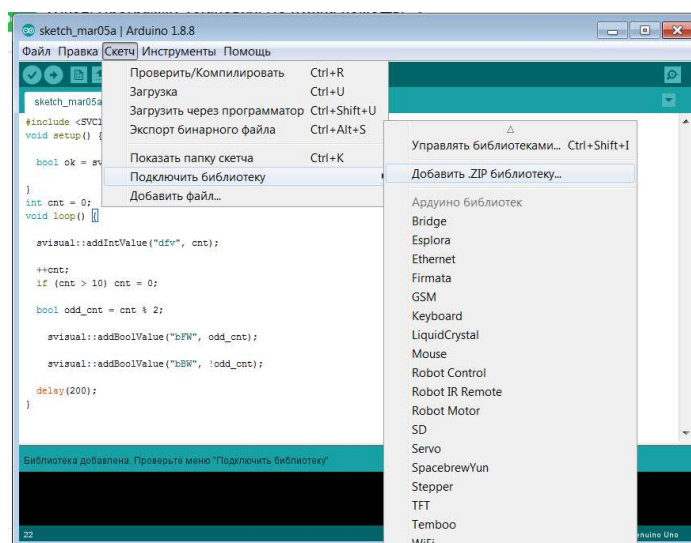 sketch_mar05a | Arduino 1.8.8
Файл Правка Скетч Инструменты Помощь
Проверить/Компилировать Ctrl+R
Загрузка Ctrl+U
Загрузить через программатор Ctrl+Shift+U
Экспорт бинарного файла Ctrl+Alt+S
Показать папку скетча Ctrl+K
Подключить библиотеку
Добавить файл...
Управлять библиотеками... Ctrl+Shift+I
Добавить .ZIP библиотеку...
Ардуино библиотек
Bridge
Esplora
Ethernet
Firmata
GSM
Keyboard
LiquidCrystal
Mouse
Robot Control
Robot IR Remote
Robot Motor
SD
Servo
SpacebrewYun
Stepper
TFT
Temboo
WiFi
sketch_mar05a
#include <SVCl
void setup() {
bool ok = sv
}
int cnt = 0;
void loop() {
svisual::addIntValue("dfv", cnt);
++cnt;
if (cnt > 10) cnt = 0;
bool odd_cnt = cnt % 2;
svisual::addBoolValue("bFW", odd_cnt);
svisual::addBoolValue("bBW", !odd_cnt);
delay(200);
}
Библиотека добавлена. Проверьте меню "Подключить библиотеку"
22
enuino Uno